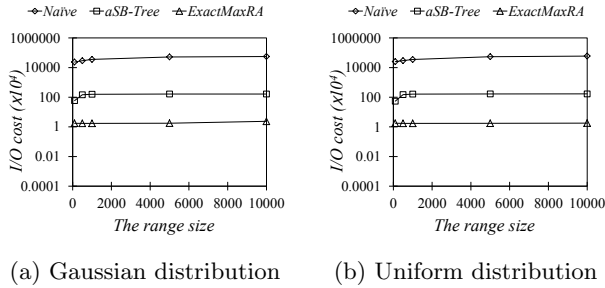 Naïve aSB-Tree ExactMaxRA
I/O cost (x10⁴)
1000000
10000
100
1
0.01
0.0001
0 2000 4000 6000 8000 10000
The range size
(a) Gaussian distribution
Naïve aSB-Tree ExactMaxRA
I/O cost (x10⁴)
1000000
10000
100
1
0.01
0.0001
0 2000 4000 6000 8000 10000
The range size
(b) Uniform distribution